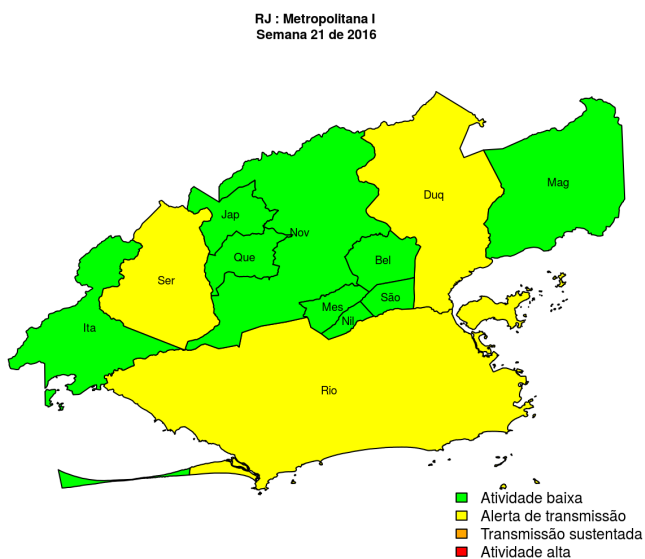 RJ : Metropolitana I
Semana 21 de 2016
Mag
Duq
Jap
Nov
Que
Bel
Ser
São
Mes
Nil
Ita
Rio
Atividade baixa
Alerta de transmissão
Transmissão sustentada
Atividade alta